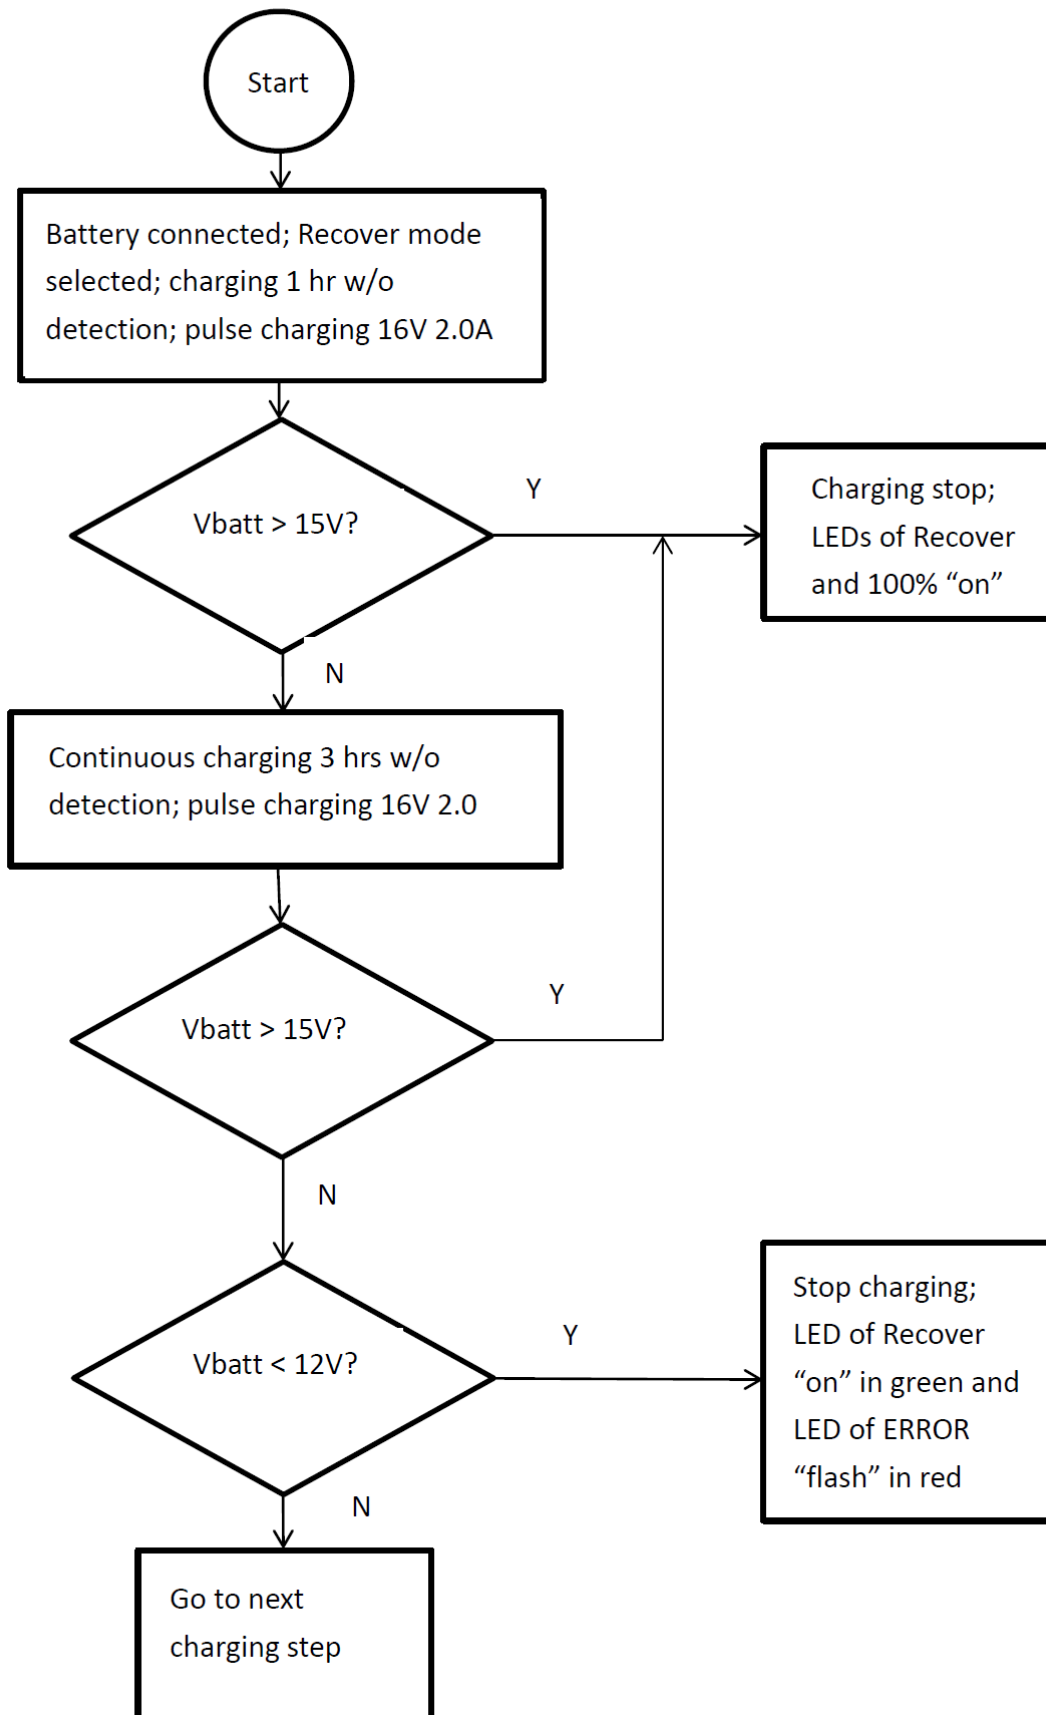 Start
Battery connected; Recover mode
selected; charging 1 hr w/o
detection; pulse charging 16V 2.0A
Vbatt > 15V?
Y
Charging stop;
LEDs of Recover
and 100% “on”
N
Continuous charging 3 hrs w/o
detection; pulse charging 16V 2.0
Vbatt > 15V?
Y
N
Vbatt < 12V?
Y
Stop charging;
LED of Recover
“on” in green and
LED of ERROR
“flash” in red
N
Go to next
charging step